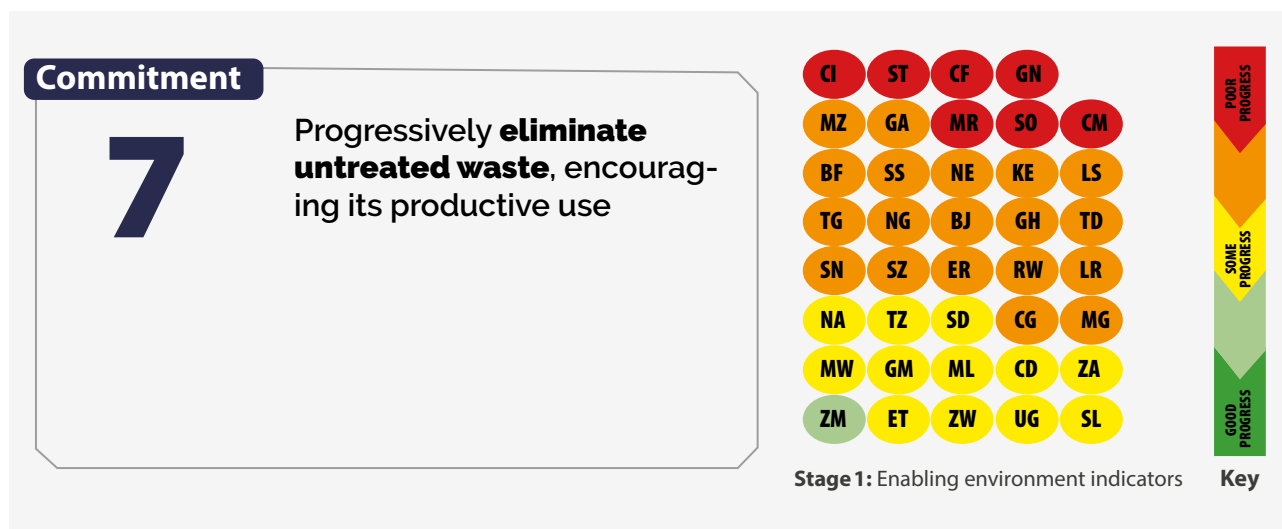 Commitment
7
Progressively eliminate
untreated waste, encourag-
ing its productive use
CI ST CF GN
MZ GA MR SO CM
BF SS NE KE LS
TG NG BJ GH TD
SN SZ ER RW LR
NA TZ SD CG MG
MW GM ML CD ZA
ZM ET ZW UG SL
Stage 1: Enabling environment indicators
POOR
PROGRESS
SOME
PROGRESS
GOOD
PROGRESS
Key